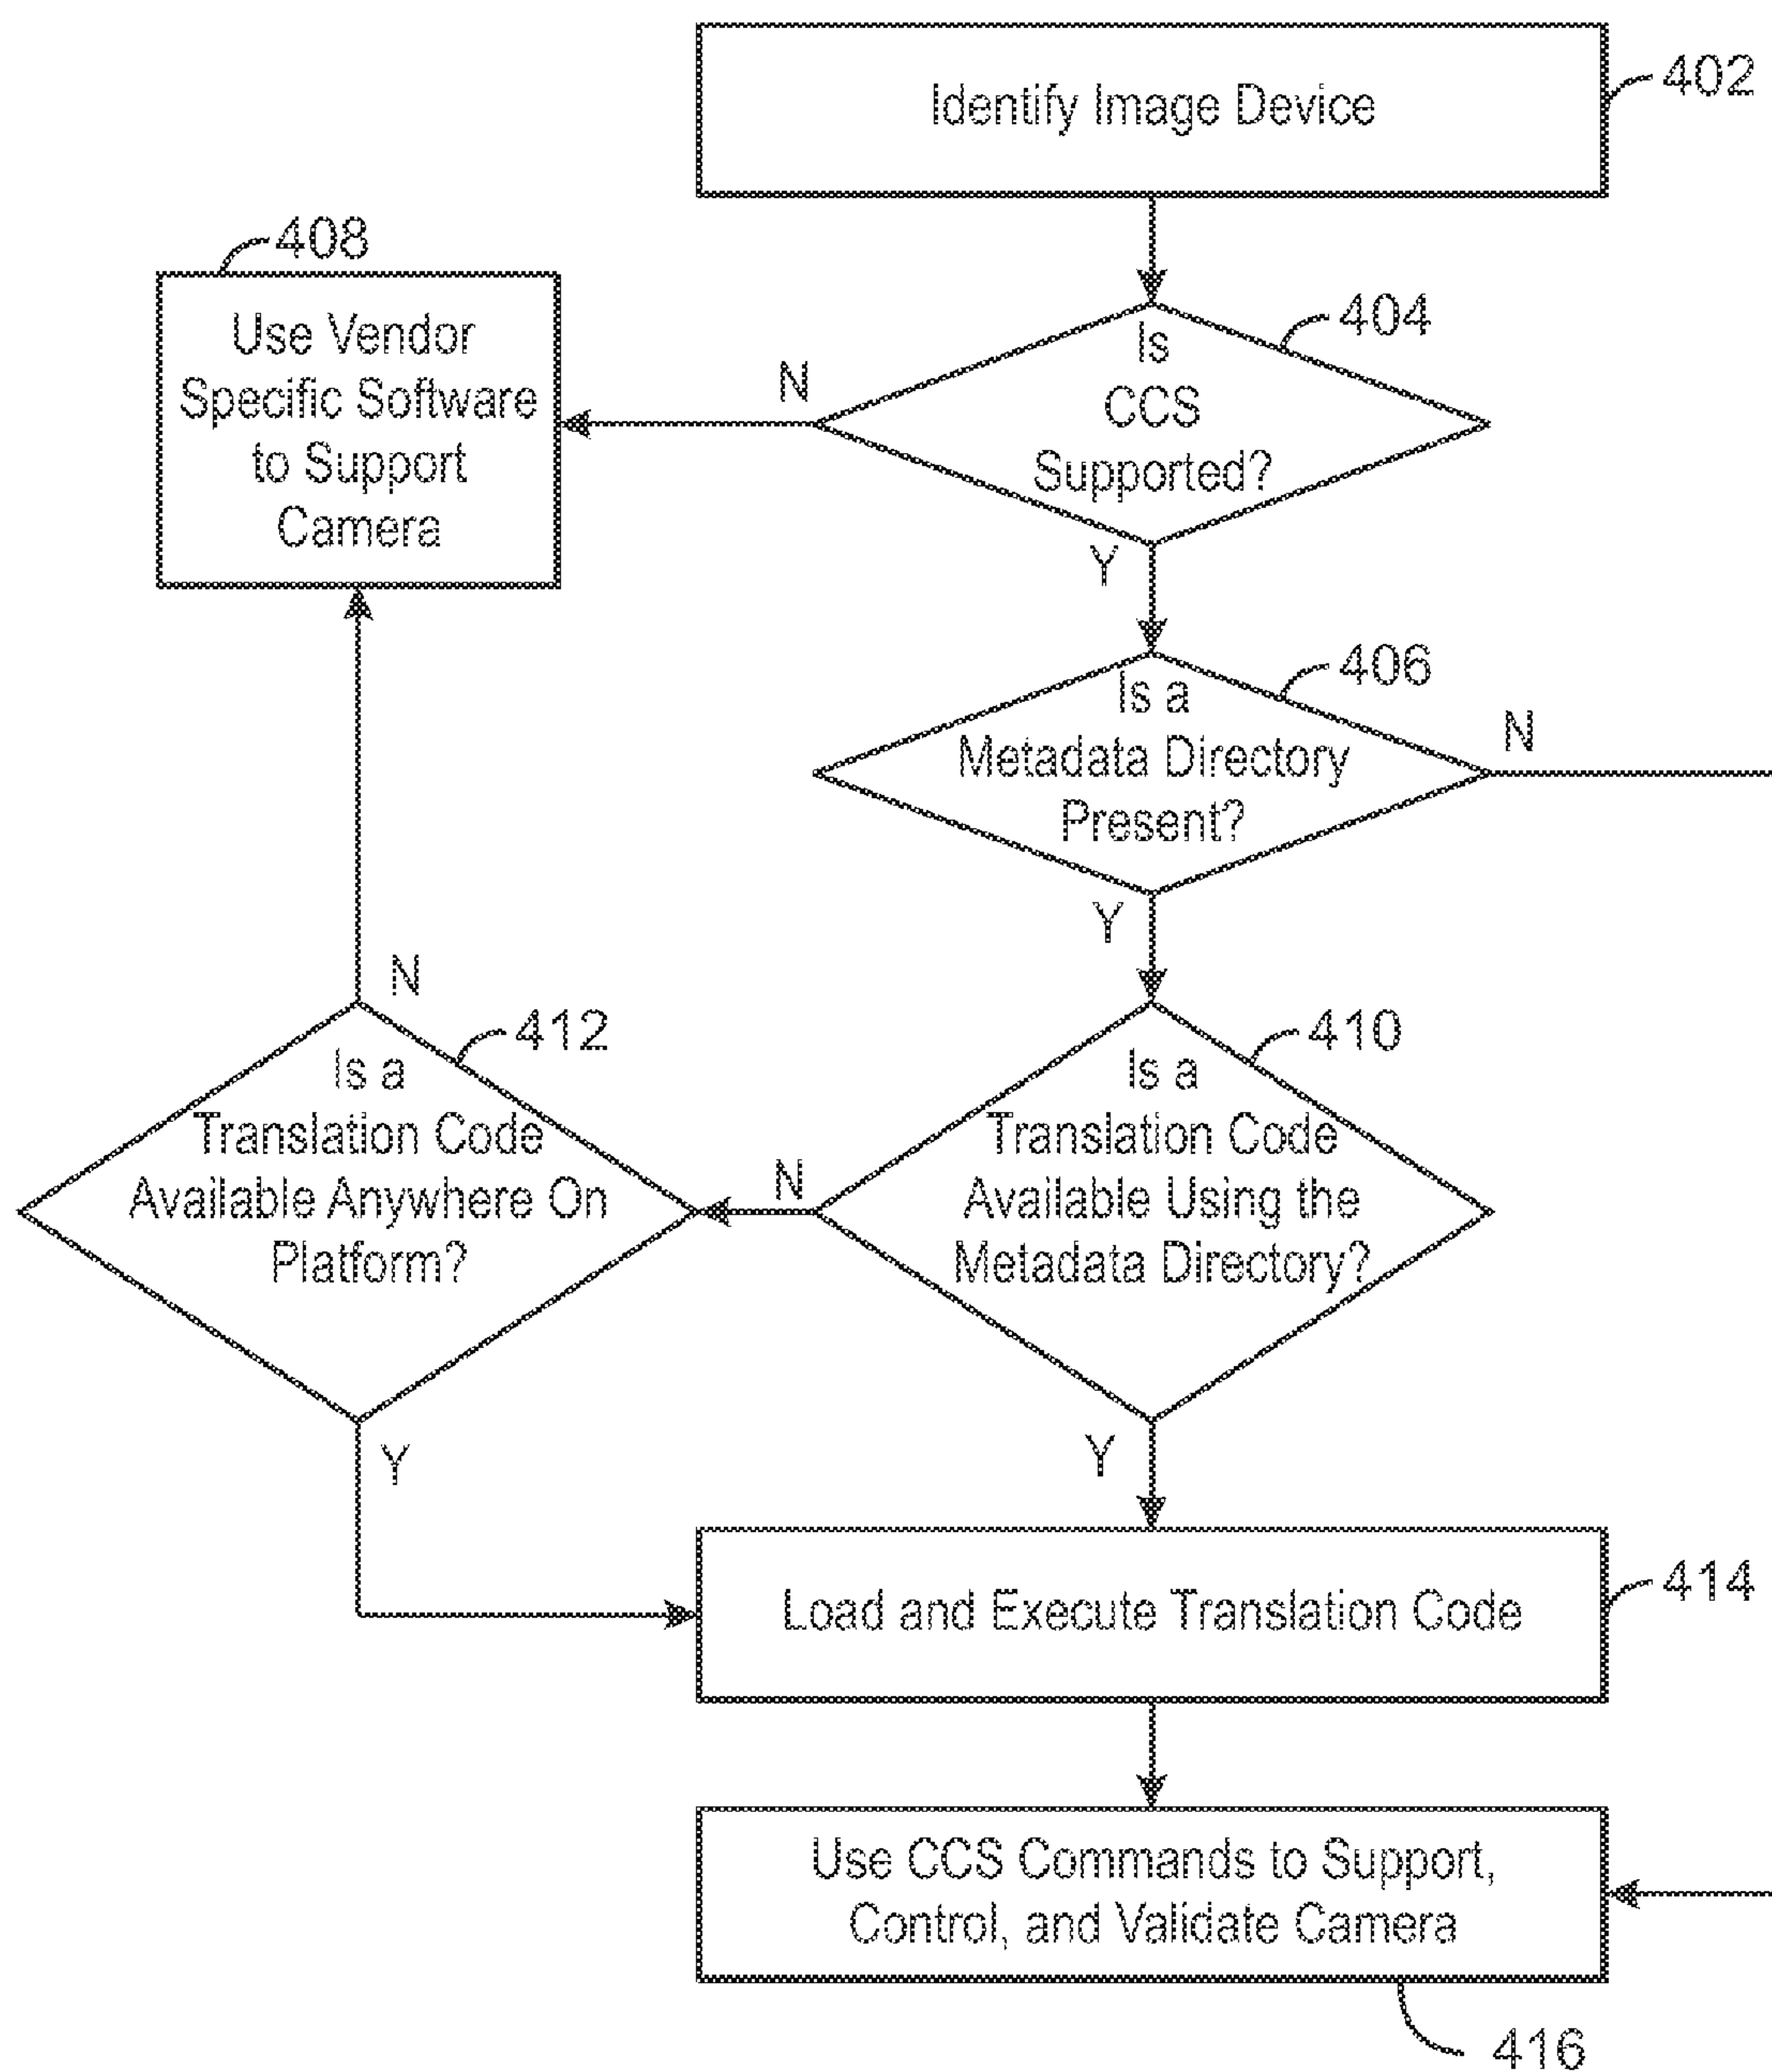 Identify Image Device
402
408
Use Vendor
Specific Software
to Support
Camera
404
Is
CCS
Supported?
N
Y
406
Is a
Metadata Directory
Present?
N
Y
410
Is a
Translation Code
Available Using the
Metadata Directory?
N
Y
412
Is a
Translation Code
Available Anywhere On
Platform?
N
Y
Load and Execute Translation Code
414
Use CCS Commands to Support,
Control, and Validate Camera
416